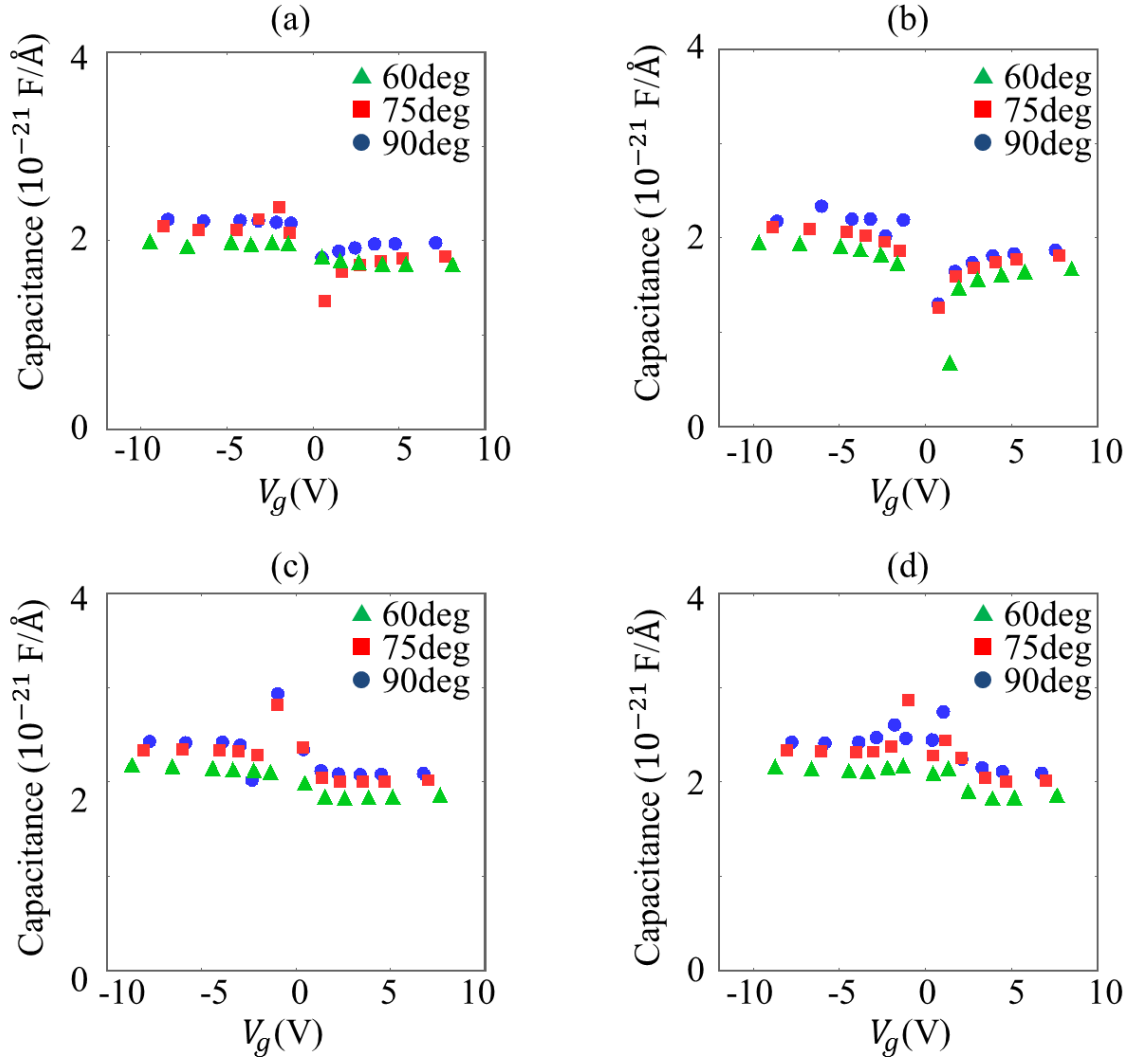 (a)
4
2
0
-10
-5
0
5
10
60deg
75deg
90deg
Capacitance (10⁻²¹ F/Å)
V_g(V)
(b)
4
2
0
-10
-5
0
5
10
60deg
75deg
90deg
Capacitance (10⁻²¹ F/Å)
V_g(V)
(c)
4
2
0
-10
-5
0
5
10
60deg
75deg
90deg
Capacitance (10⁻²¹ F/Å)
V_g(V)
(d)
4
2
0
-10
-5
0
5
10
60deg
75deg
90deg
Capacitance (10⁻²¹ F/Å)
V_g(V)